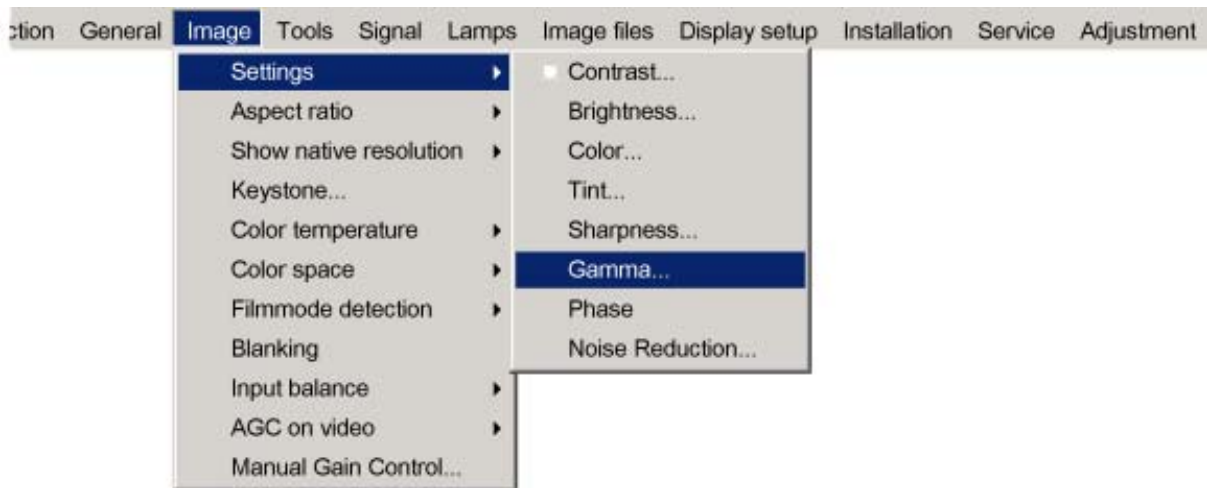 ction General Image Tools Signal Lamps Image files Display setup Installation Service Adjustment
Settings
Aspect ratio
Show native resolution
Keystone...
Color temperature
Color space
Filmmode detection
Blanking
Input balance
AGC on video
Manual Gain Control...
Contrast...
Brightness...
Color...
Tint...
Sharpness...
Gamma...
Phase
Noise Reduction...